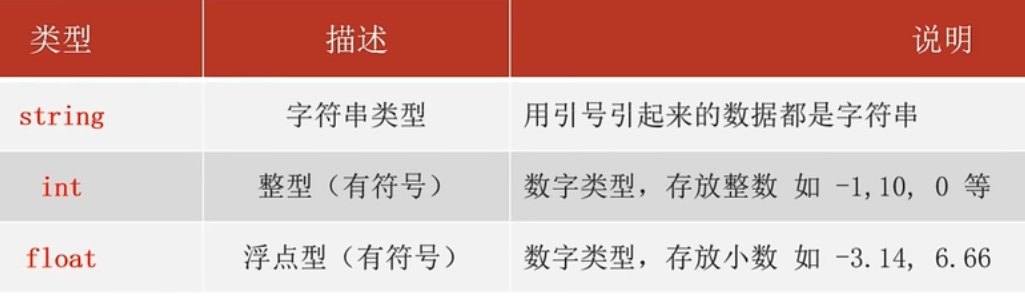 类型 描述 说明
string 字符串类型 用引号引起来的数据都是字符串
int 整型（有符号） 数字类型，存放整数 如 -1,10, 0 等
float 浮点型（有符号） 数字类型，存放小数 如 -3.14, 6.66